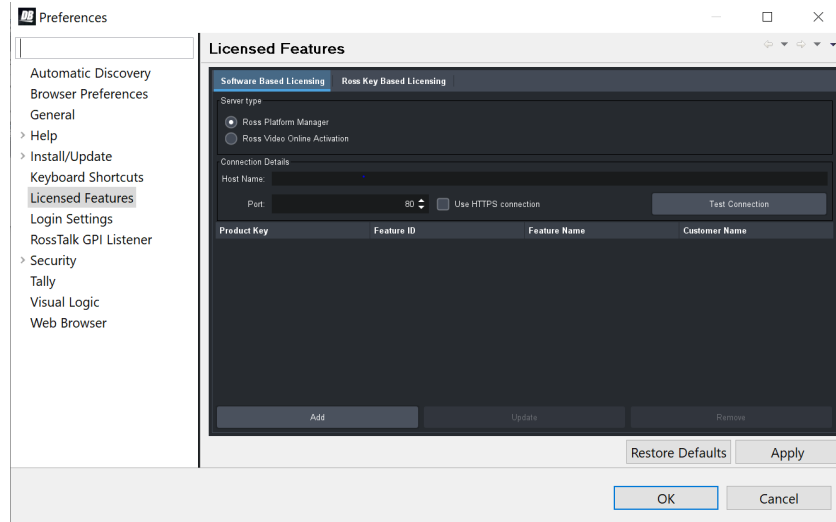 DB Preferences
Licensed Features
Automatic Discovery
Browser Preferences
General
Help
Install/Update
Keyboard Shortcuts
Licensed Features
Login Settings
RossTalk GPI Listener
Security
Tally
Visual Logic
Web Browser
Software Based Licensing Ross Key Based Licensing
Server type
Ross Platform Manager
Ross Video Online Activation
Connection Details
Host Name:
Port: 80 Use HTTPS connection Test Connection
Product Key Feature ID Feature Name Customer Name
Add Update Remove
Restore Defaults Apply
OK Cancel